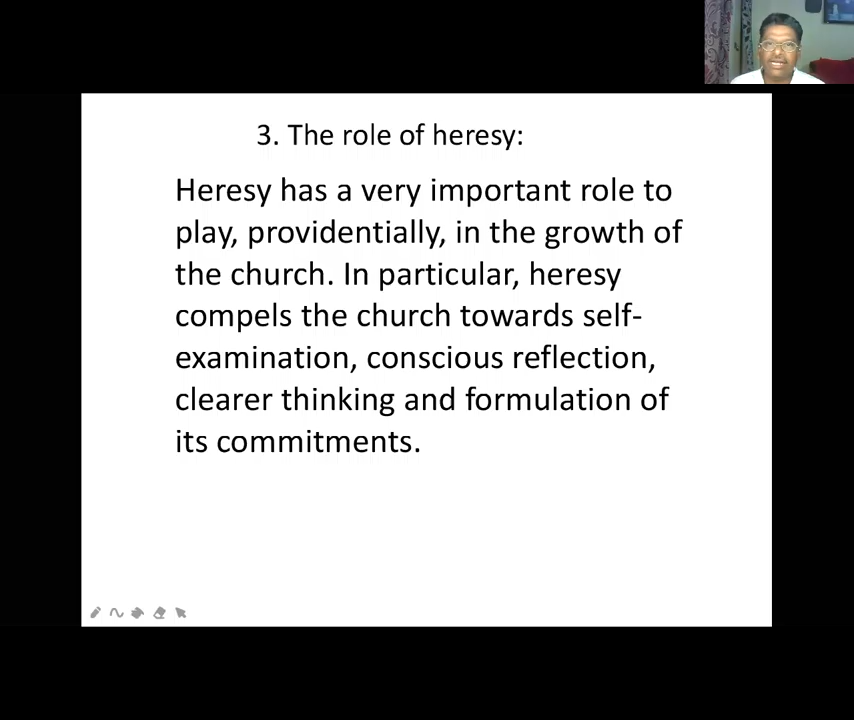 3. The role of heresy:
Heresy has a very important role to
play, providentially, in the growth of
the church. In particular, heresy
compels the church towards self-
examination, conscious reflection,
clearer thinking and formulation of
its commitments.